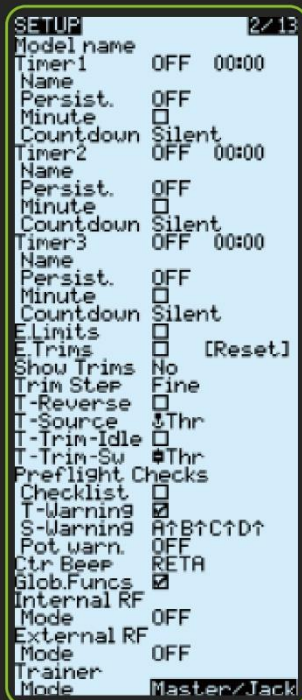 SETUP 2/13
Model name
Timer1 OFF 00:00
Name
Persist. OFF
Minute
Countdown Silent
Timer2 OFF 00:00
Name
Persist. OFF
Minute
Countdown Silent
Timer3 OFF 00:00
Name
Persist. OFF
Minute
Countdown Silent
E.Limits
E.Trims [Reset]
Show Trims No
Trim Step Fine
T-Reverse
T-Source Thr
T-Trim-Idle
T-Trim-Sw Thr
Preflight Checks
Checklist
T-Warning
S-Warning A↑B↑C↑D↑
Pot warn. OFF
Ctr Beep RETA
Glob.Funcs
Internal RF
Mode OFF
External RF
Mode OFF
Trainer
Mode Master/Jack